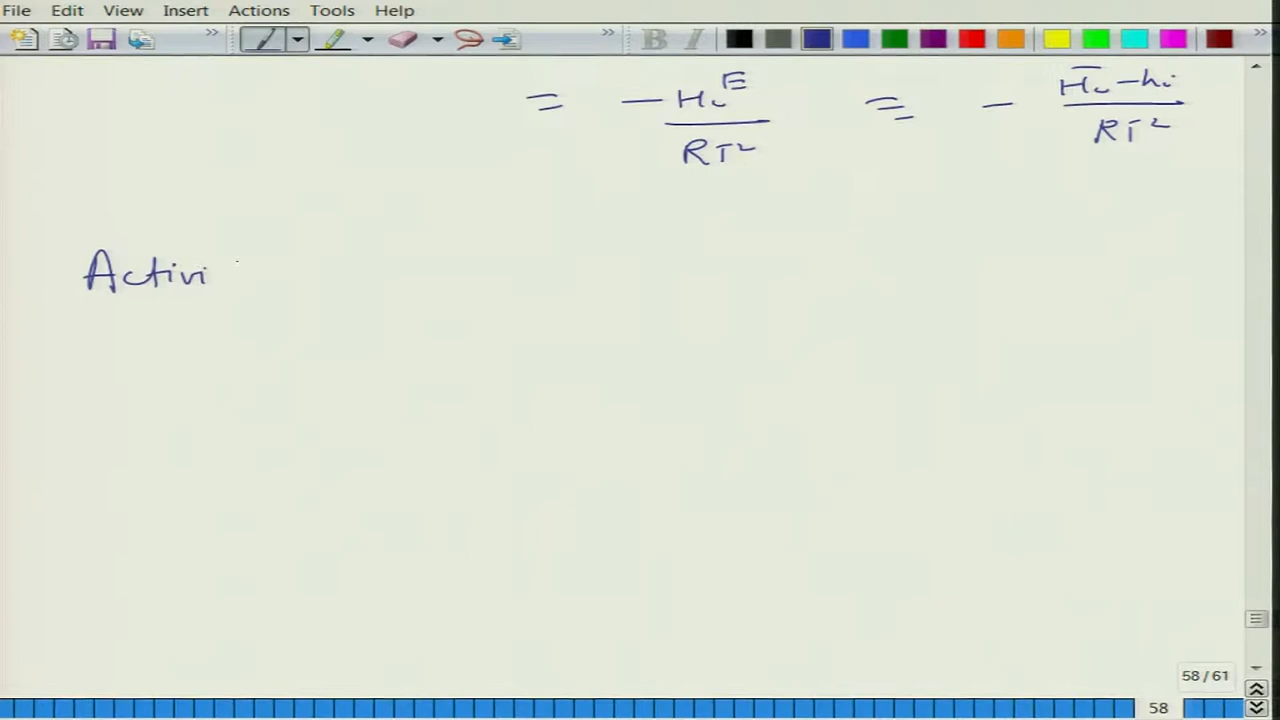 File Edit View Insert Actions Tools Help
B I
= - Hᵢᴱ / RT² = - H̅ᵢ - hᵢ / RT²
Activi
58 / 61
58